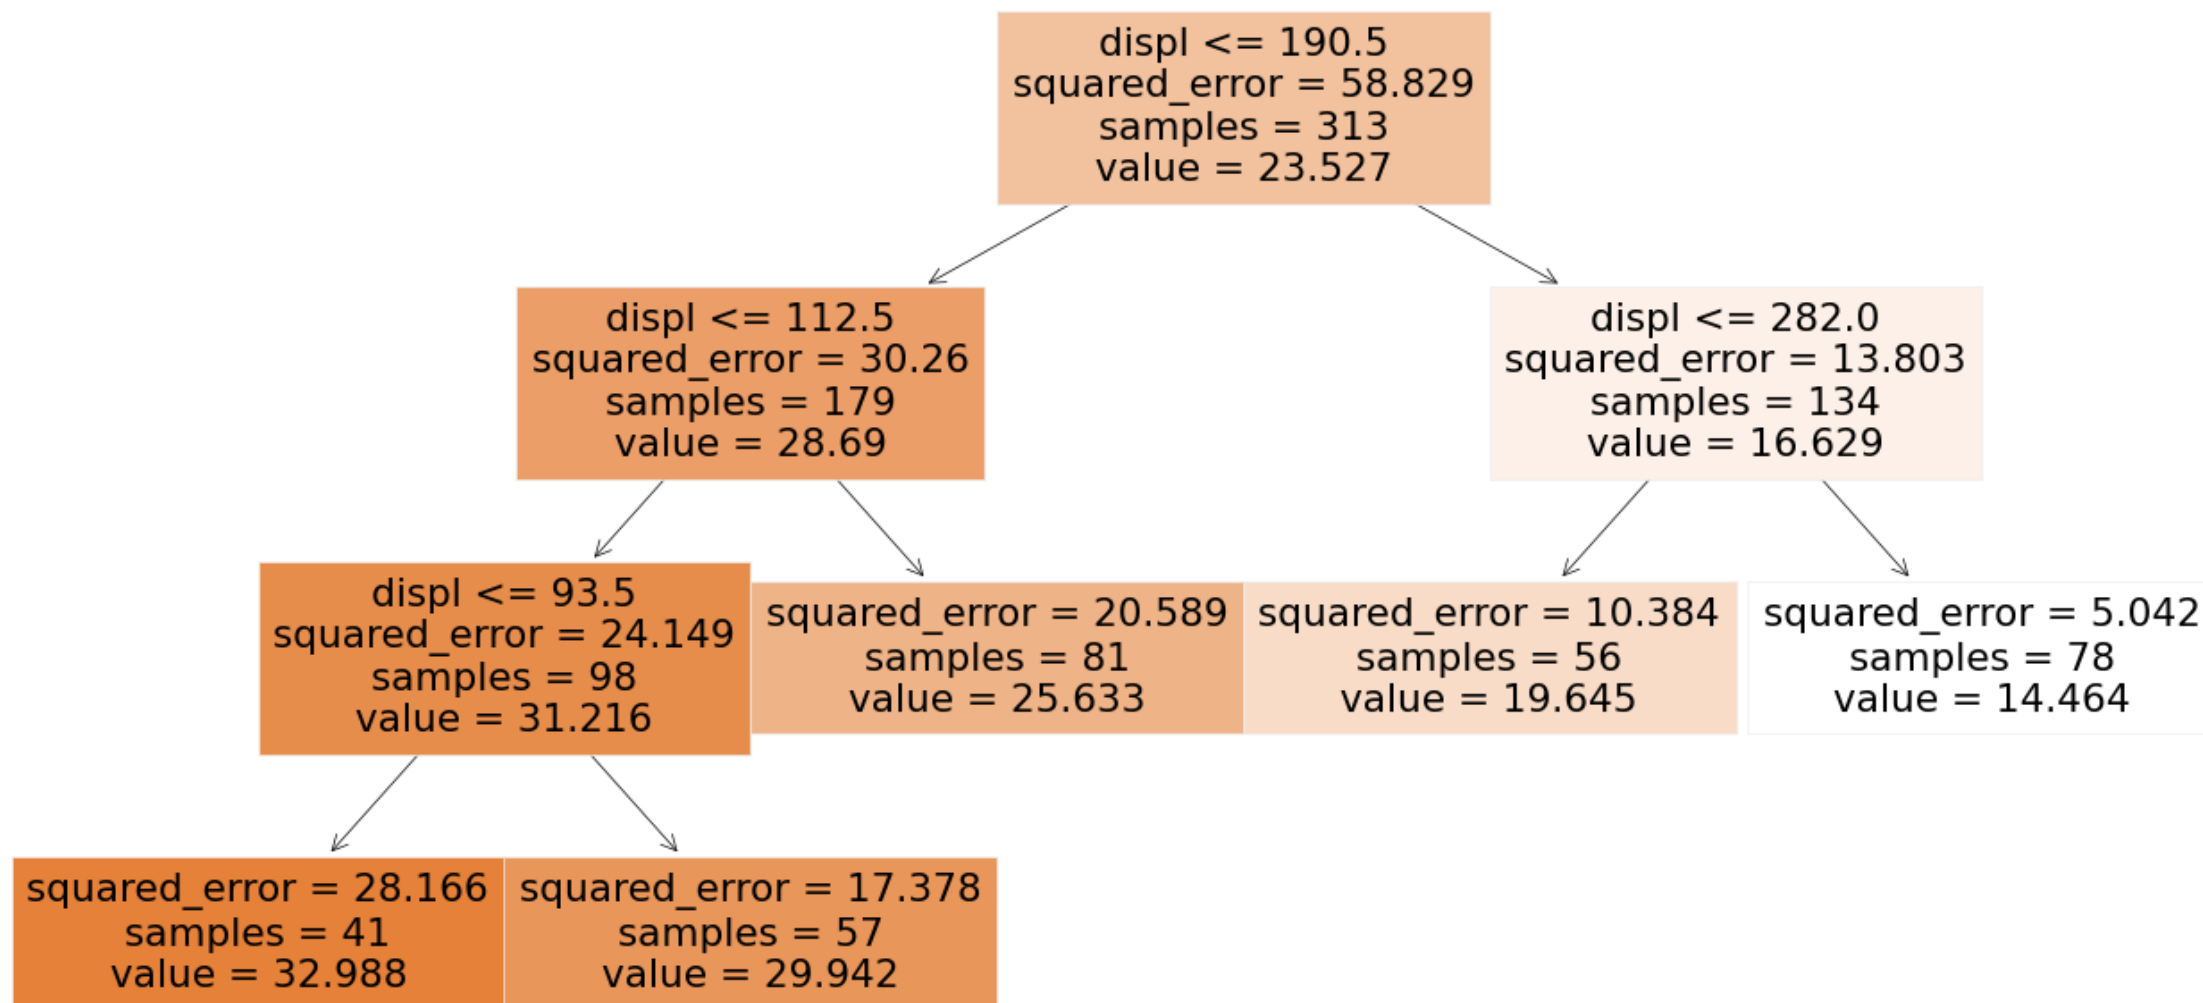 displ <= 190.5
squared_error = 58.829
samples = 313
value = 23.527
displ <= 112.5
squared_error = 30.26
samples = 179
value = 28.69
displ <= 282.0
squared_error = 13.803
samples = 134
value = 16.629
displ <= 93.5
squared_error = 24.149
samples = 98
value = 31.216
squared_error = 20.589
samples = 81
value = 25.633
squared_error = 10.384
samples = 56
value = 19.645
squared_error = 5.042
samples = 78
value = 14.464
squared_error = 28.166
samples = 41
value = 32.988
squared_error = 17.378
samples = 57
value = 29.942